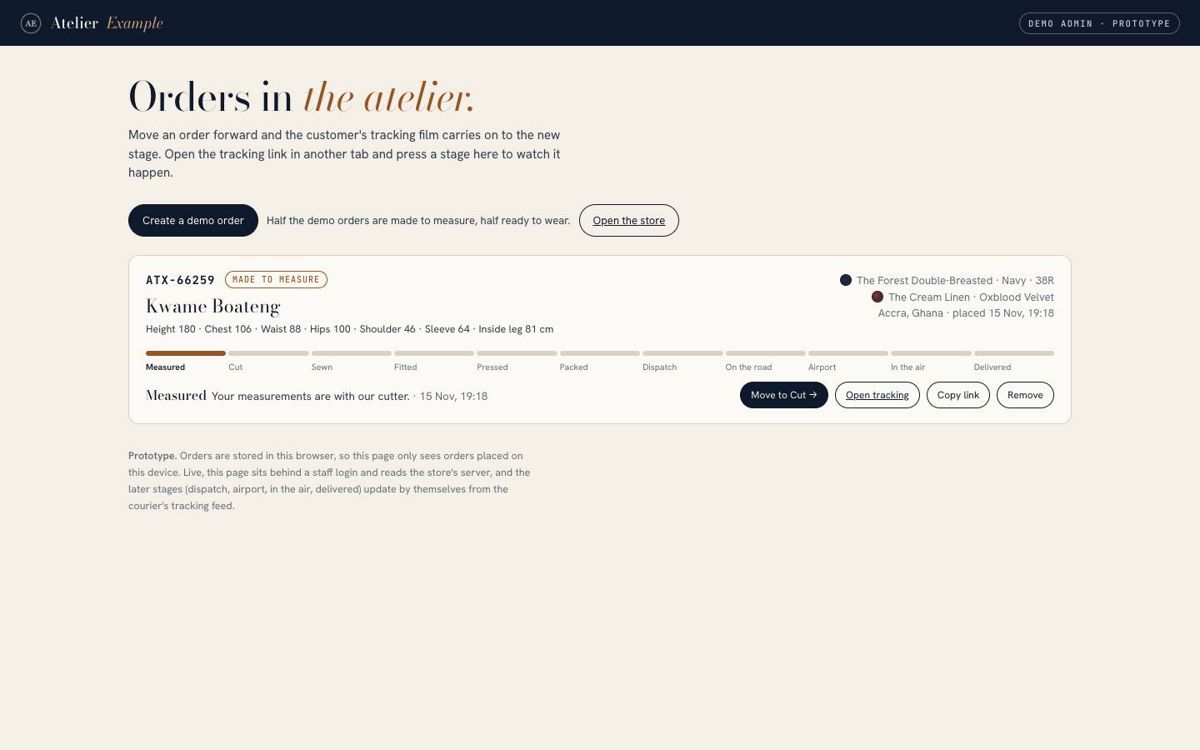 AE Atelier Example
DEMO ADMIN · PROTOTYPE
Orders in the atelier.
Move an order forward and the customer's tracking film carries on to the new
stage. Open the tracking link in another tab and press a stage here to watch it
happen.
Create a demo order
Half the demo orders are made to measure, half ready to wear.
Open the store
ATX-66259 MADE TO MEASURE
Kwame Boateng
Height 180 · Chest 106 · Waist 88 · Hips 100 · Shoulder 46 · Sleeve 64 · Inside leg 81 cm
The Forest Double-Breasted · Navy · 38R
The Cream Linen · Oxblood Velvet
Accra, Ghana · placed 15 Nov, 19:18
Measured Cut Sewn Fitted Pressed Packed Dispatch On the road Airport In the air Delivered
Measured Your measurements are with our cutter. · 15 Nov, 19:18
Move to Cut →
Open tracking
Copy link
Remove
Prototype. Orders are stored in this browser, so this page only sees orders placed on
this device. Live, this page sits behind a staff login and reads the store's server, and the
later stages (dispatch, airport, in the air, delivered) update by themselves from the
courier's tracking feed.